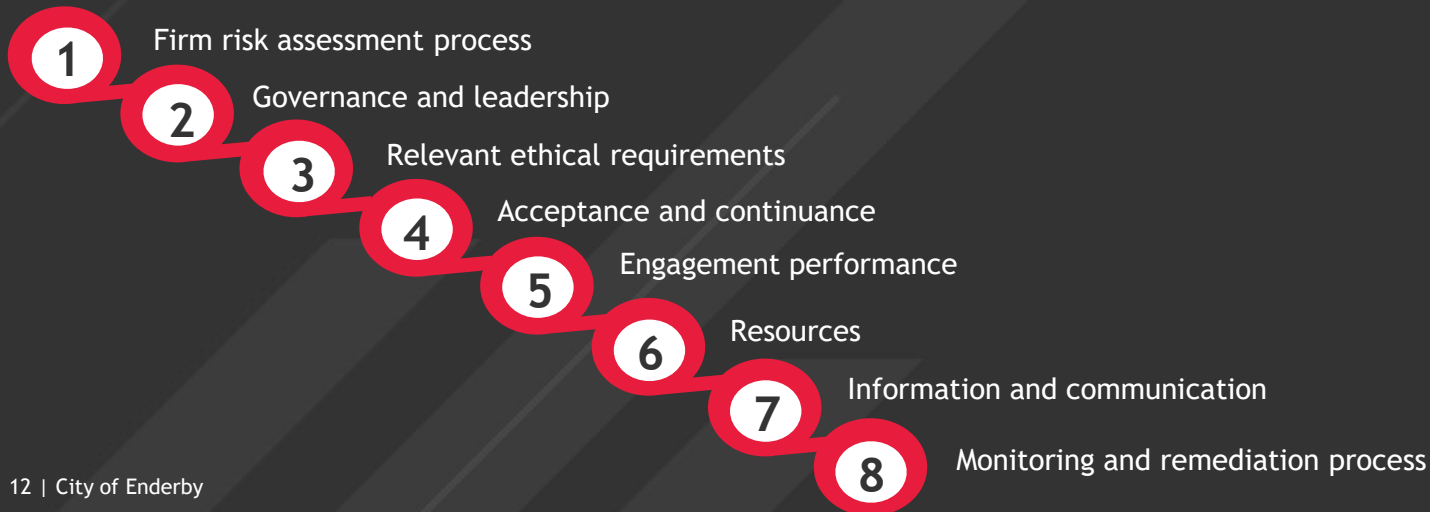 1 Firm risk assessment process
2 Governance and leadership
3 Relevant ethical requirements
4 Acceptance and continuance
5 Engagement performance
6 Resources
7 Information and communication
8 Monitoring and remediation process
12 | City of Enderby